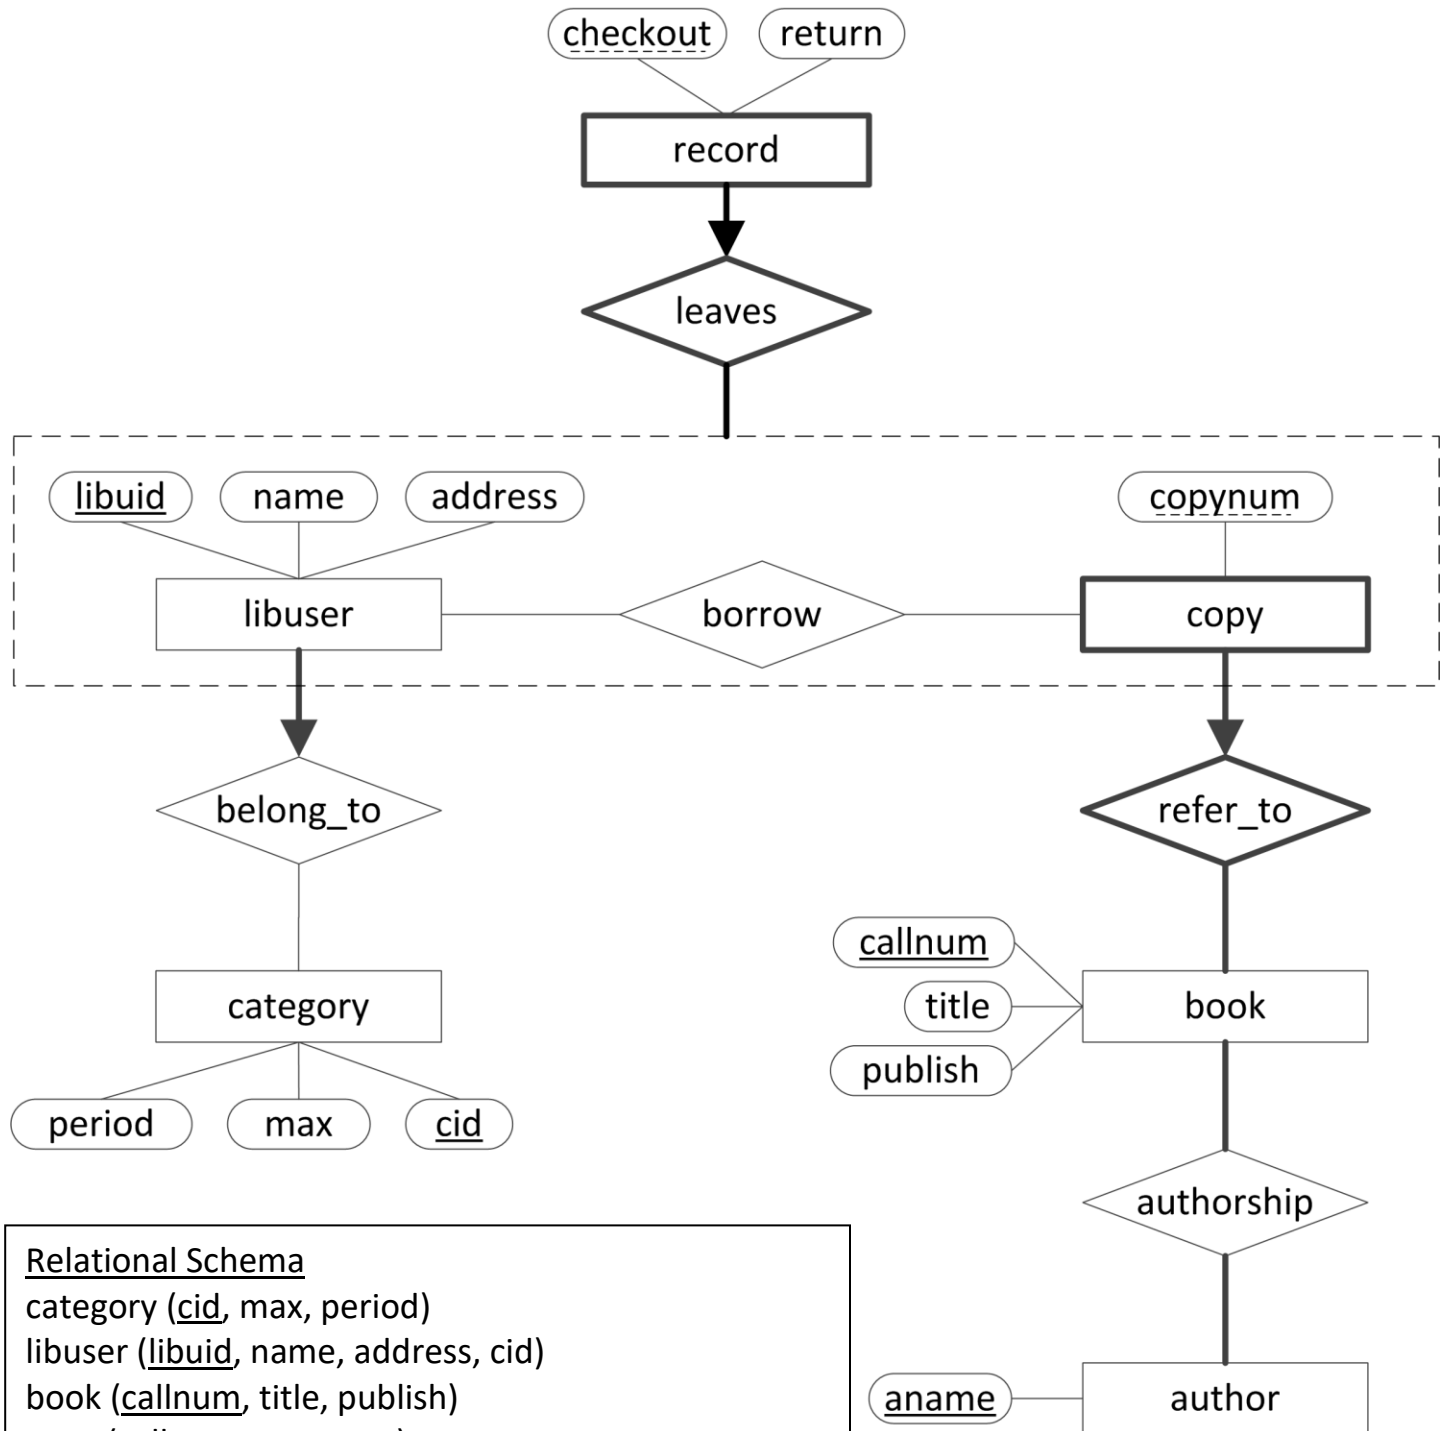 checkout return
record
leaves
libuid name address copynum
libuser borrow copy
belong_to refer_to
callnum
category title book
publish
period max cid
authorship
Relational Schema
category (cid, max, period)
libuser (libuid, name, address, cid)
book (callnum, title, publish)
aname author